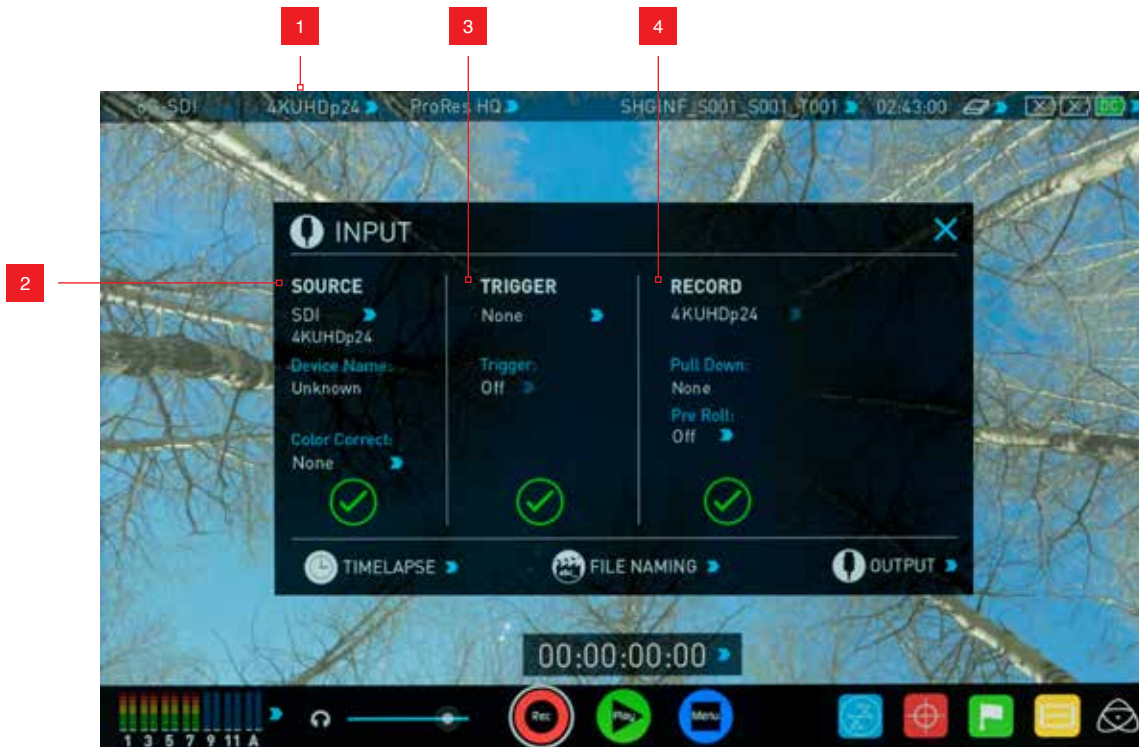 1
3
4
6G-SDI 4KUHDp24 ProRes HQ SHGINF_S001_S001_T001 02:43:00 DC
INPUT
2
SOURCE
SDI
4KUHDp24
Device Name:
Unknown
Color Correct:
None
TRIGGER
None
Trigger:
Off
RECORD
4KUHDp24
Pull Down:
None
Pre Roll:
Off
TIMELAPSE FILE NAMING OUTPUT
00:00:00:00
Rec Play Menu
1 3 5 7 9 11 A